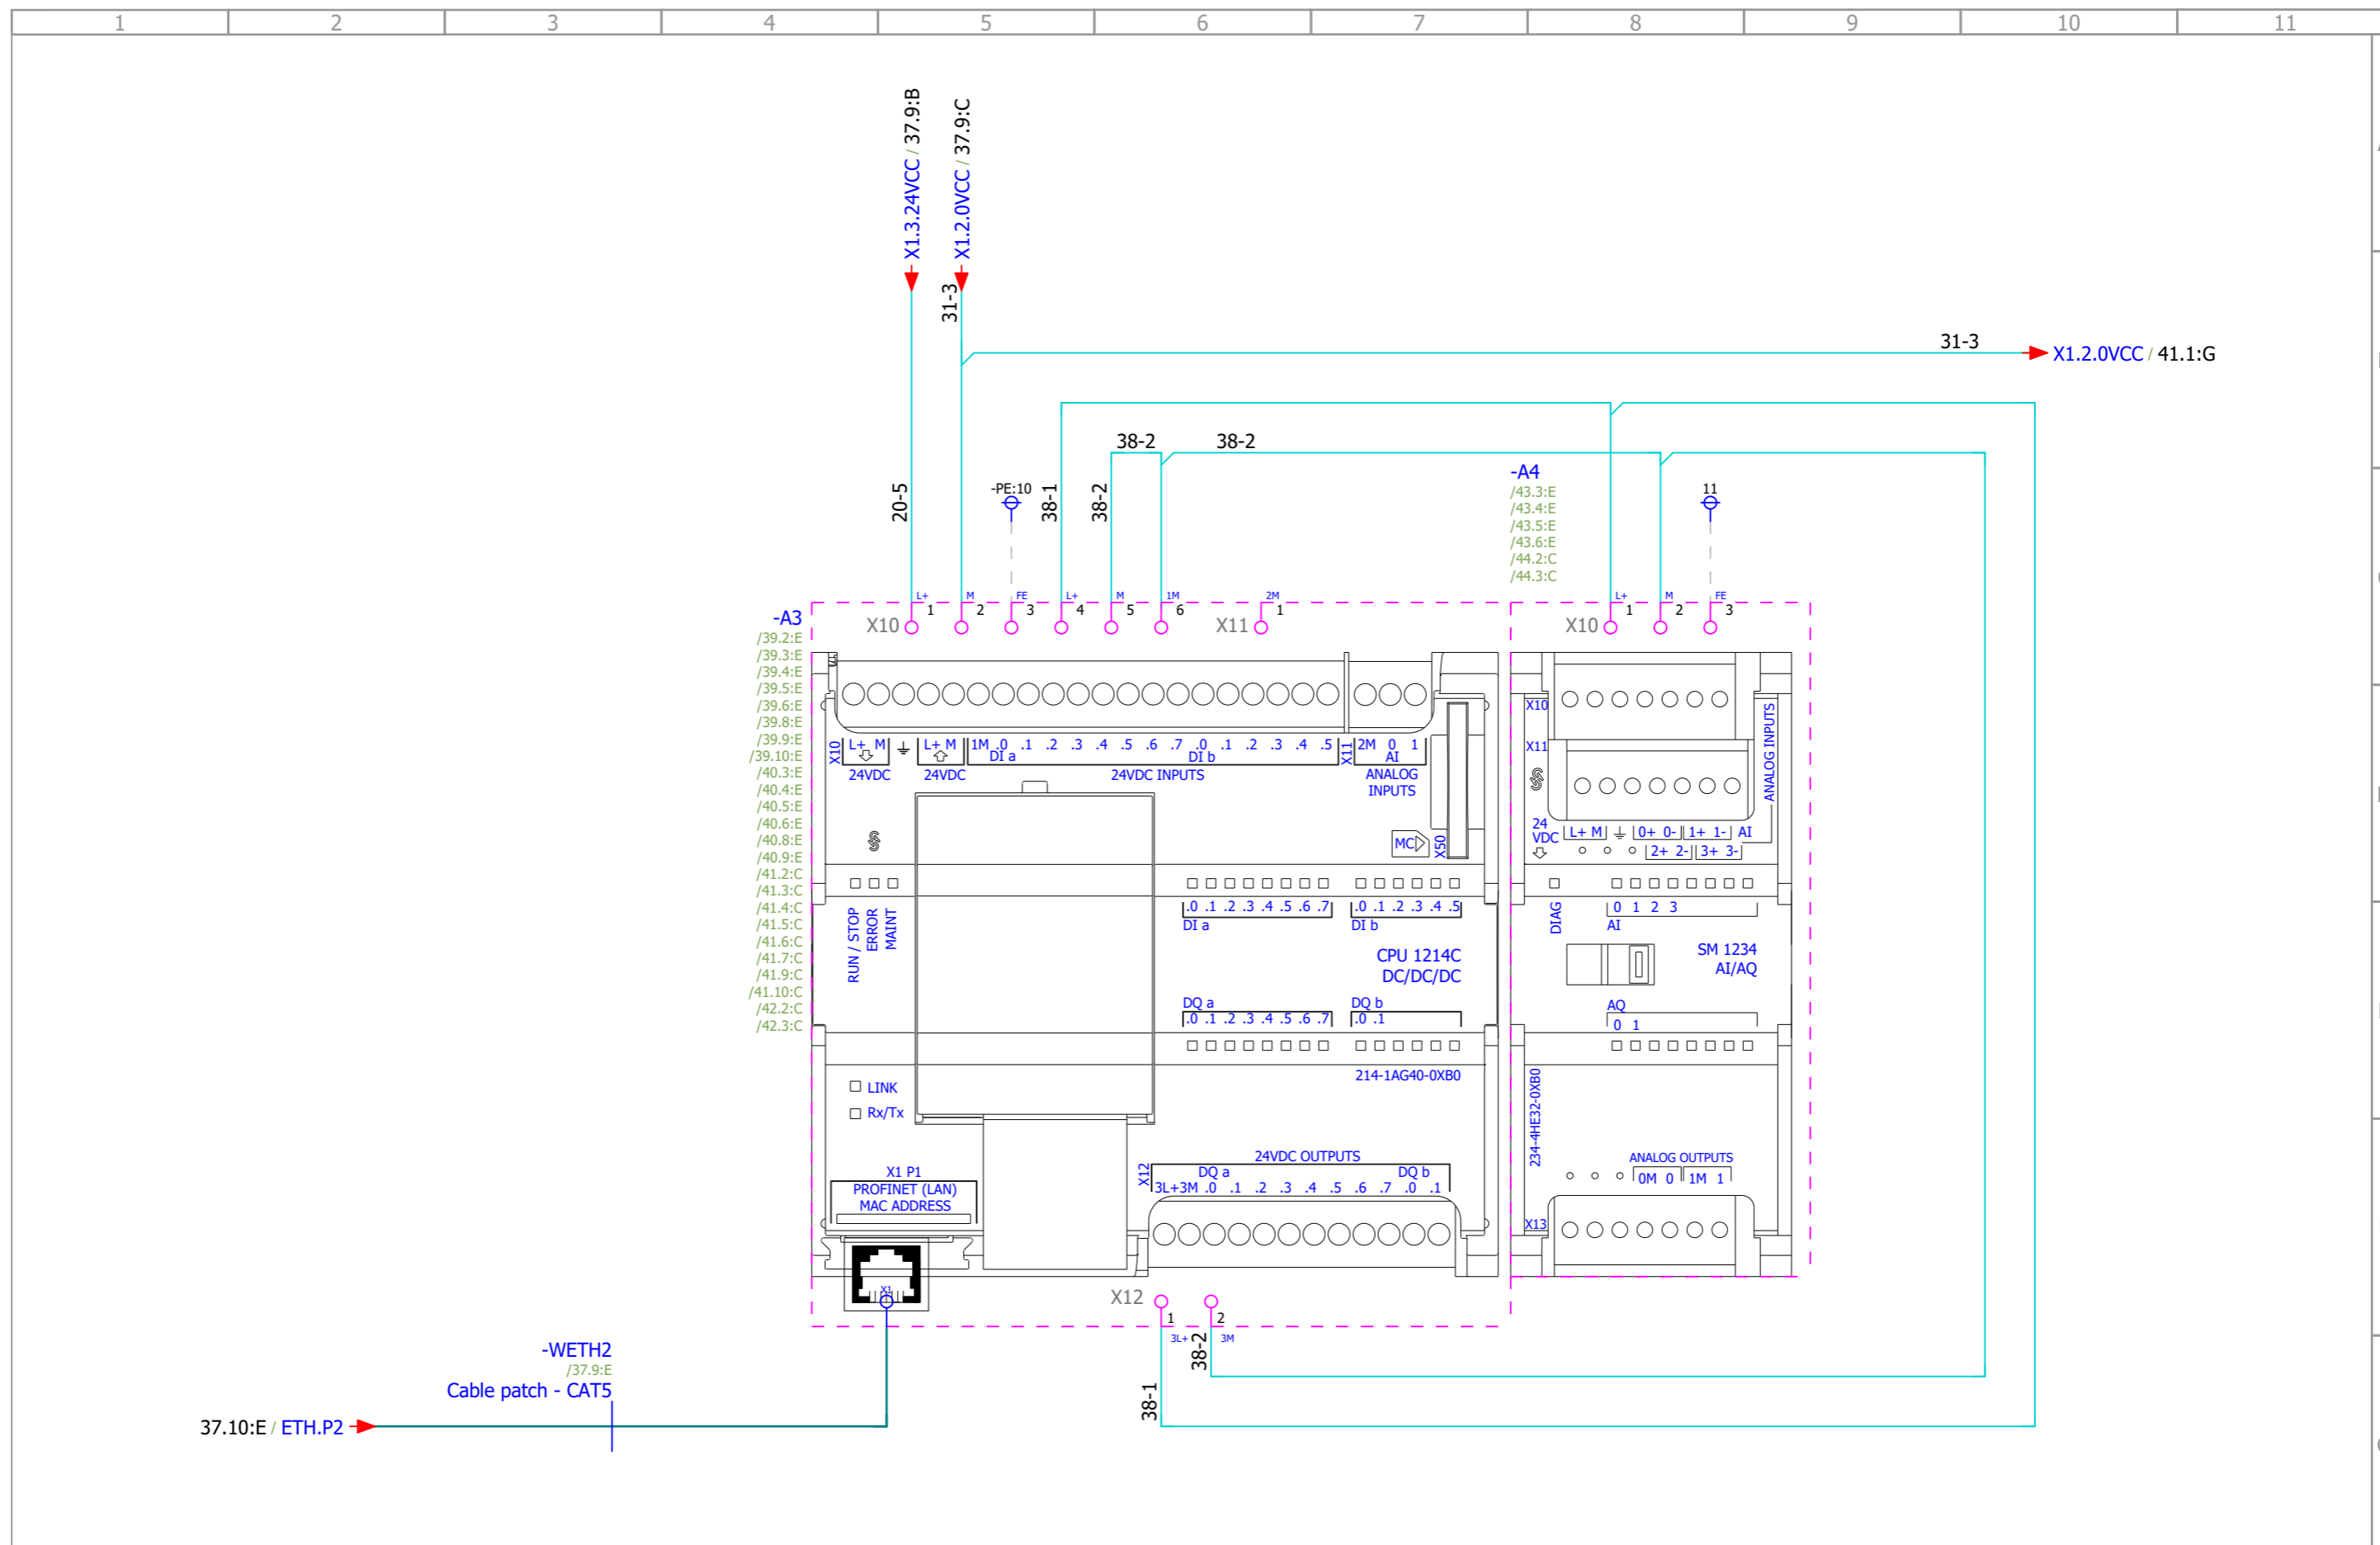 1 2 3 4 5 6 7 8 9 10 11
X1.3.24VCC / 37.9:B
X1.2.0VCC / 37.9:C
31-3
31-3
X1.2.0VCC / 41.1:G
38-2 38-2
20-5
-PE:10
38-1
38-2
-A4
/43.3:E
/43.4:E
/43.5:E
/43.6:E
/44.2:C
/44.3:C
11
-A3
/39.2:E
/39.3:E
/39.4:E
/39.5:E
/39.6:E
/39.8:E
/39.9:E
/39.10:E
/40.3:E
/40.4:E
/40.5:E
/40.6:E
/40.8:E
/40.9:E
/41.2:C
/41.3:C
/41.4:C
/41.5:C
/41.6:C
/41.7:C
/41.9:C
/41.10:C
/42.2:C
/42.3:C
L+ M FE L+ M 1M 2M
X10 1 2 3 4 5 6 X11 1
L+ M FE
X10 1 2 3
X10 L+ M L+ M 1M .0 .1 .2 .3 .4 .5 .6 .7 .0 .1 .2 .3 .4 .5 X11 2M 0 1
DI a DI b AI
24VDC 24VDC 24VDC INPUTS ANALOG
INPUTS
MC
X50
RUN / STOP
ERROR
MAINT
.0 .1 .2 .3 .4 .5 .6 .7 .0 .1 .2 .3 .4 .5
DI a DI b
CPU 1214C
DC/DC/DC
DQ a DQ b
.0 .1 .2 .3 .4 .5 .6 .7 .0 .1
214-1AG40-0XB0
LINK
Rx/Tx
X1 P1
PROFINET (LAN)
MAC ADDRESS
X1
24VDC OUTPUTS
X12 DQ a DQ b
3L+ 3M .0 .1 .2 .3 .4 .5 .6 .7 .0 .1
X10
X11
ANALOG INPUTS
24
VDC
L+ M 0+ 0- 1+ 1- AI
2+ 2- 3+ 3-
DIAG
0 1 2 3
AI
SM 1234
AI/AQ
AQ
0 1
234-4HE32-0XB0
ANALOG OUTPUTS
0M 0 1M 1
X13
X12 1 2
3L+ 3M
38-2
38-1
-WETH2
/37.9:E
Cable patch - CAT5
37.10:E / ETH.P2